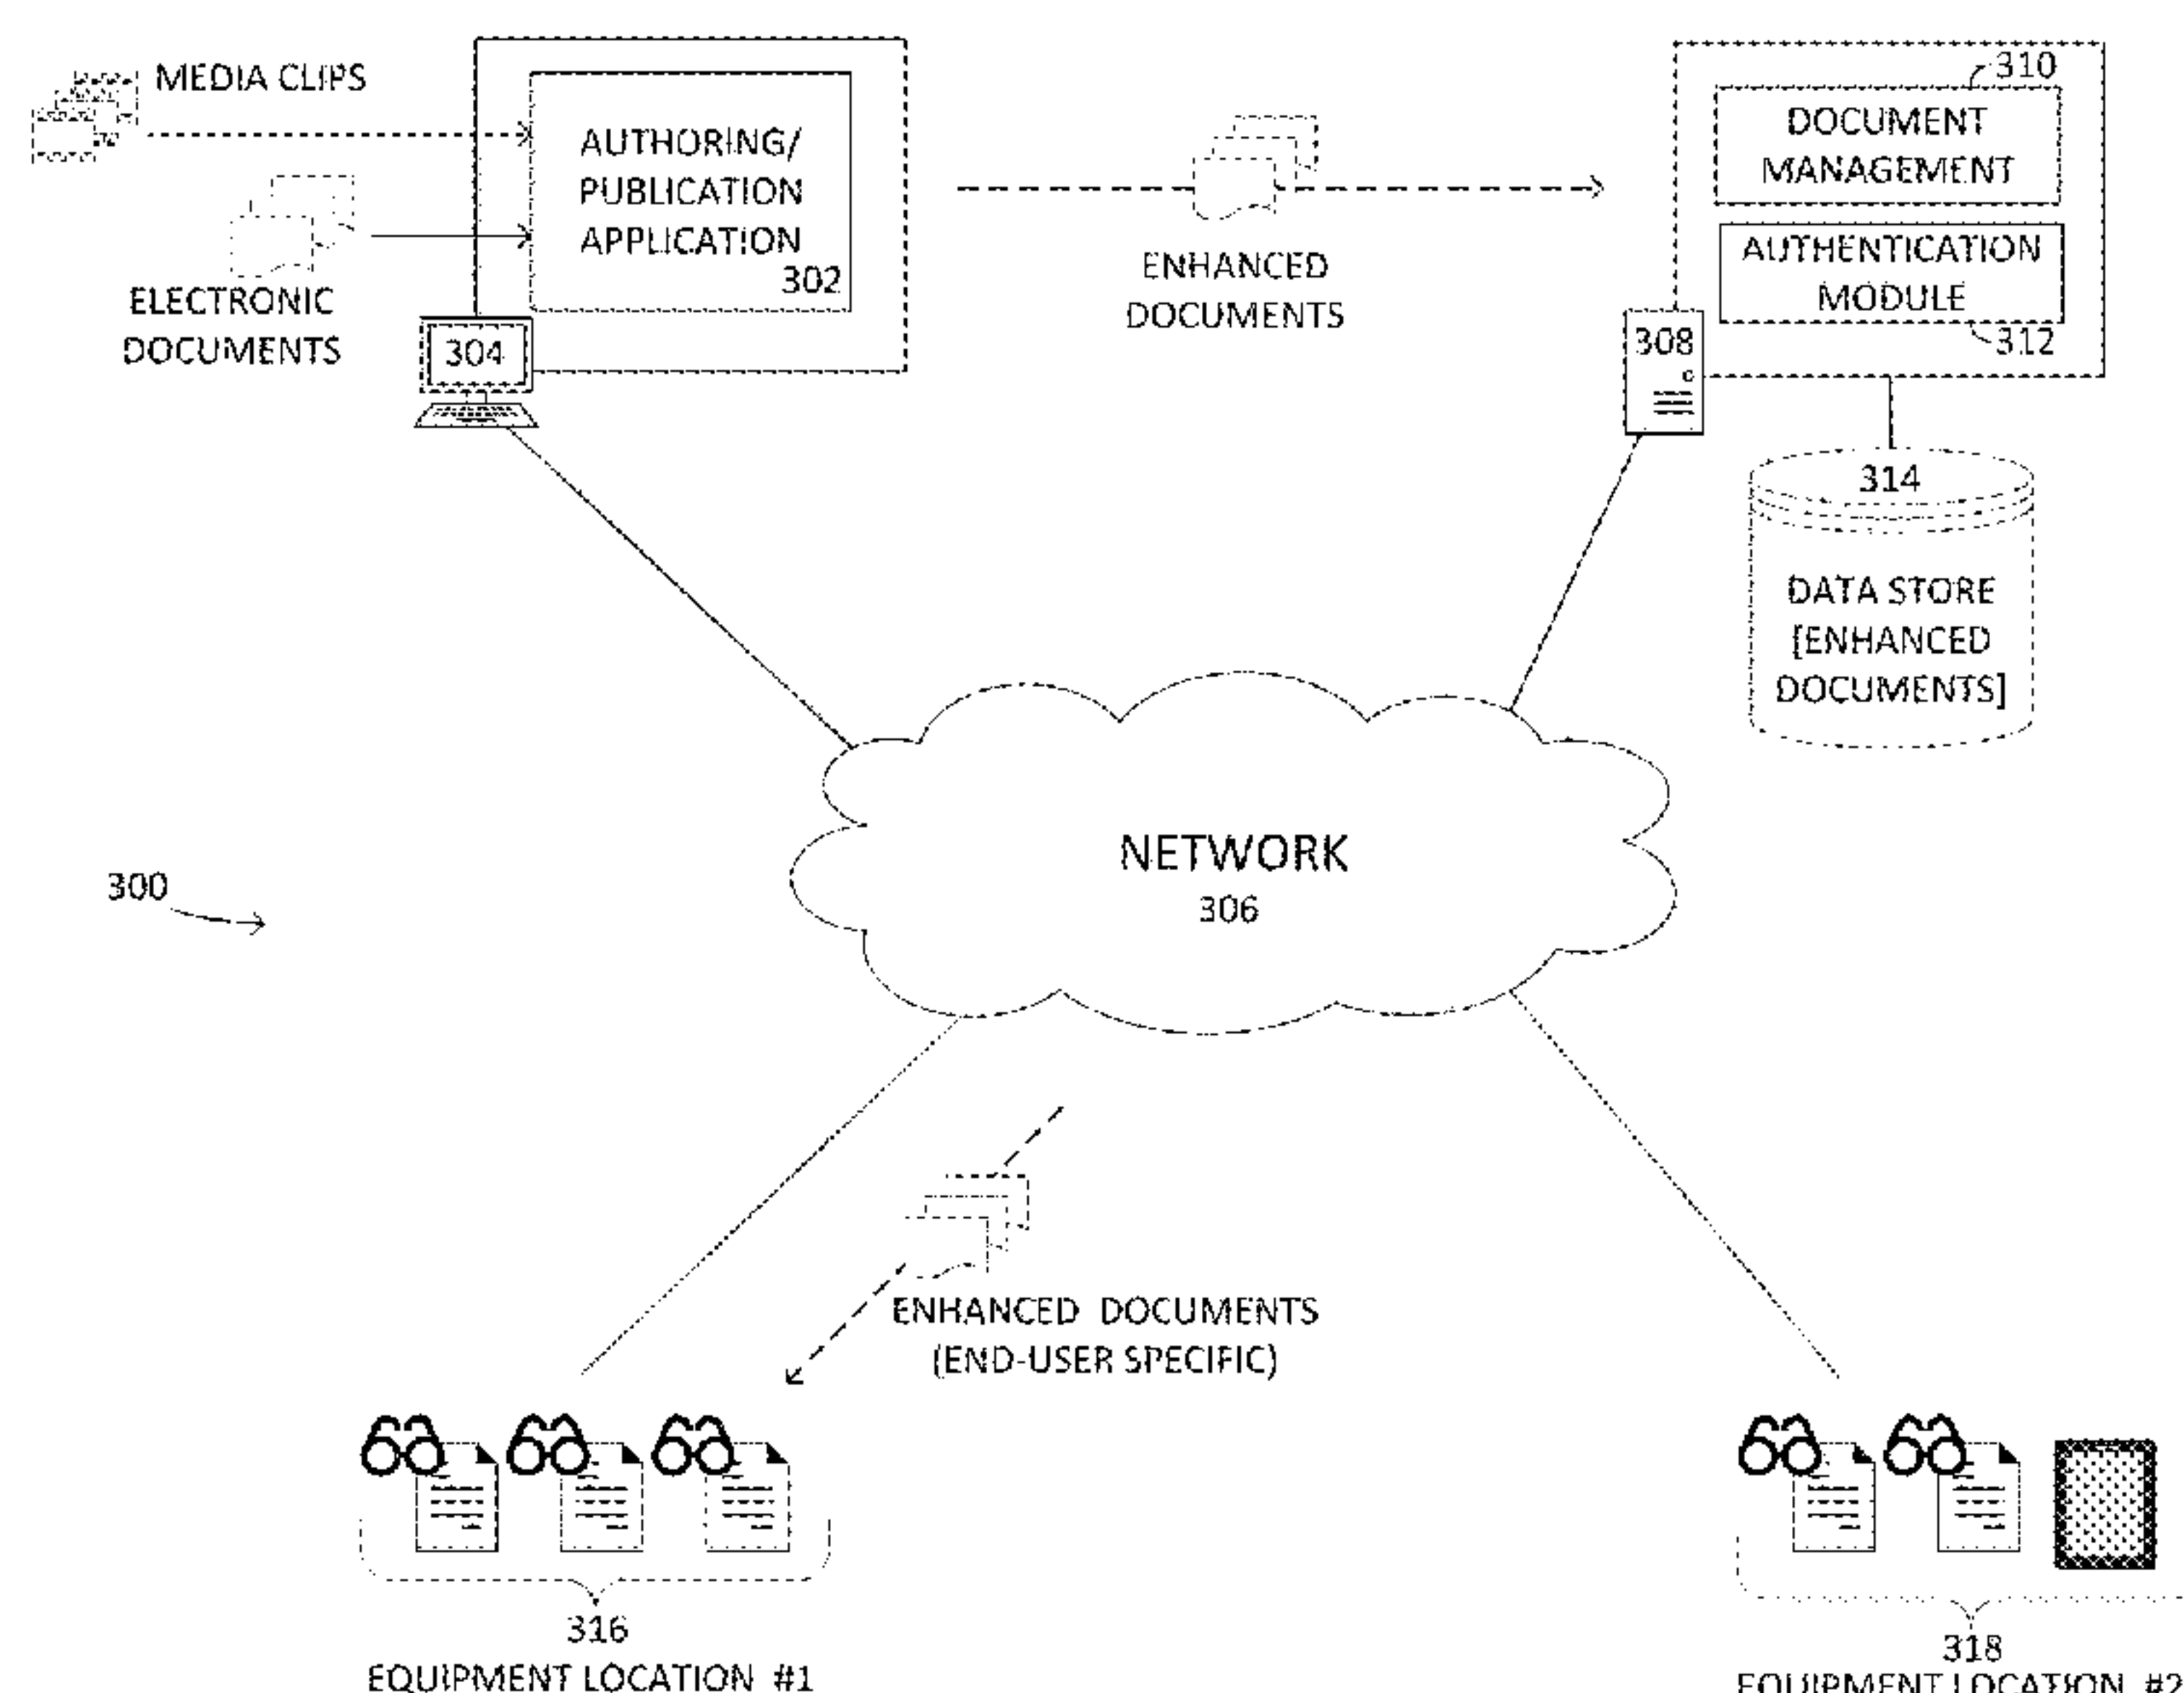 MEDIA CLIPS
ELECTRONIC
DOCUMENTS
AUTHORING/
PUBLICATION
APPLICATION
302
304
ENHANCED
DOCUMENTS
310
DOCUMENT
MANAGEMENT
AUTHENTICATION
MODULE
312
308
314
DATA STORE
[ENHANCED
DOCUMENTS]
NETWORK
306
300
ENHANCED DOCUMENTS
(END-USER SPECIFIC)
316
EQUIPMENT LOCATION #1
318
EQUIPMENT LOCATION #2